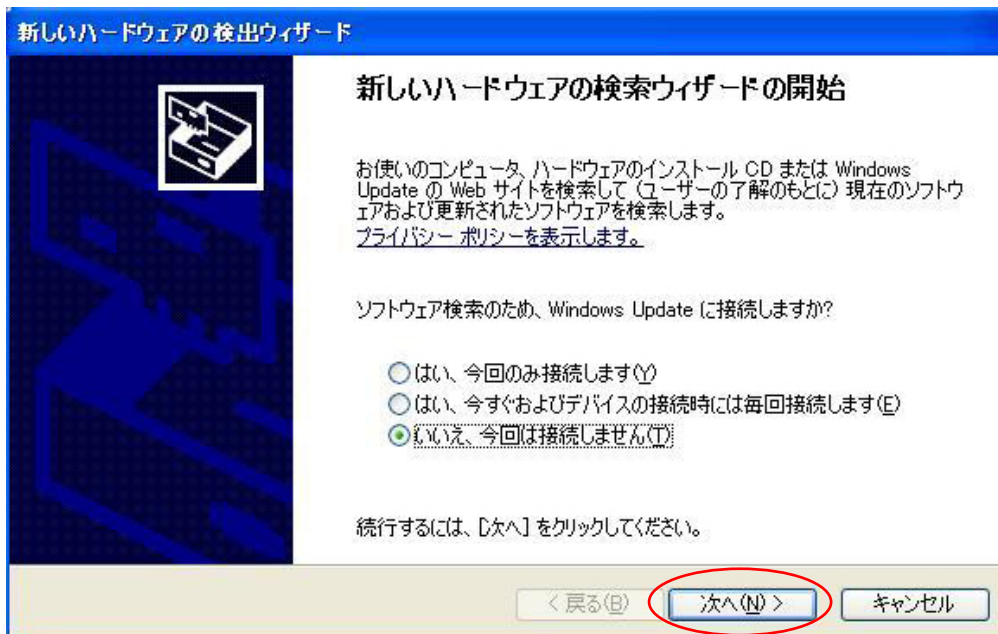 新しいハードウェアの検出ウィザード
新しいハードウェアの検索ウィザードの開始
お使いのコンピュータ、ハードウェアのインストール CD または Windows
Update の Web サイトを検索して (ユーザーの了解のもとに) 現在のソフトウ
ェアおよび更新されたソフトウェアを検索します。
プライバシー ポリシーを表示します。
ソフトウェア検索のため、Windows Update に接続しますか?
はい、今回のみ接続します(Y)
はい、今すぐおよびデバイスの接続時には毎回接続します(E)
いいえ、今回は接続しません(T)
続行するには、[次へ] をクリックしてください。
< 戻る(B) 次へ(N) > キャンセル